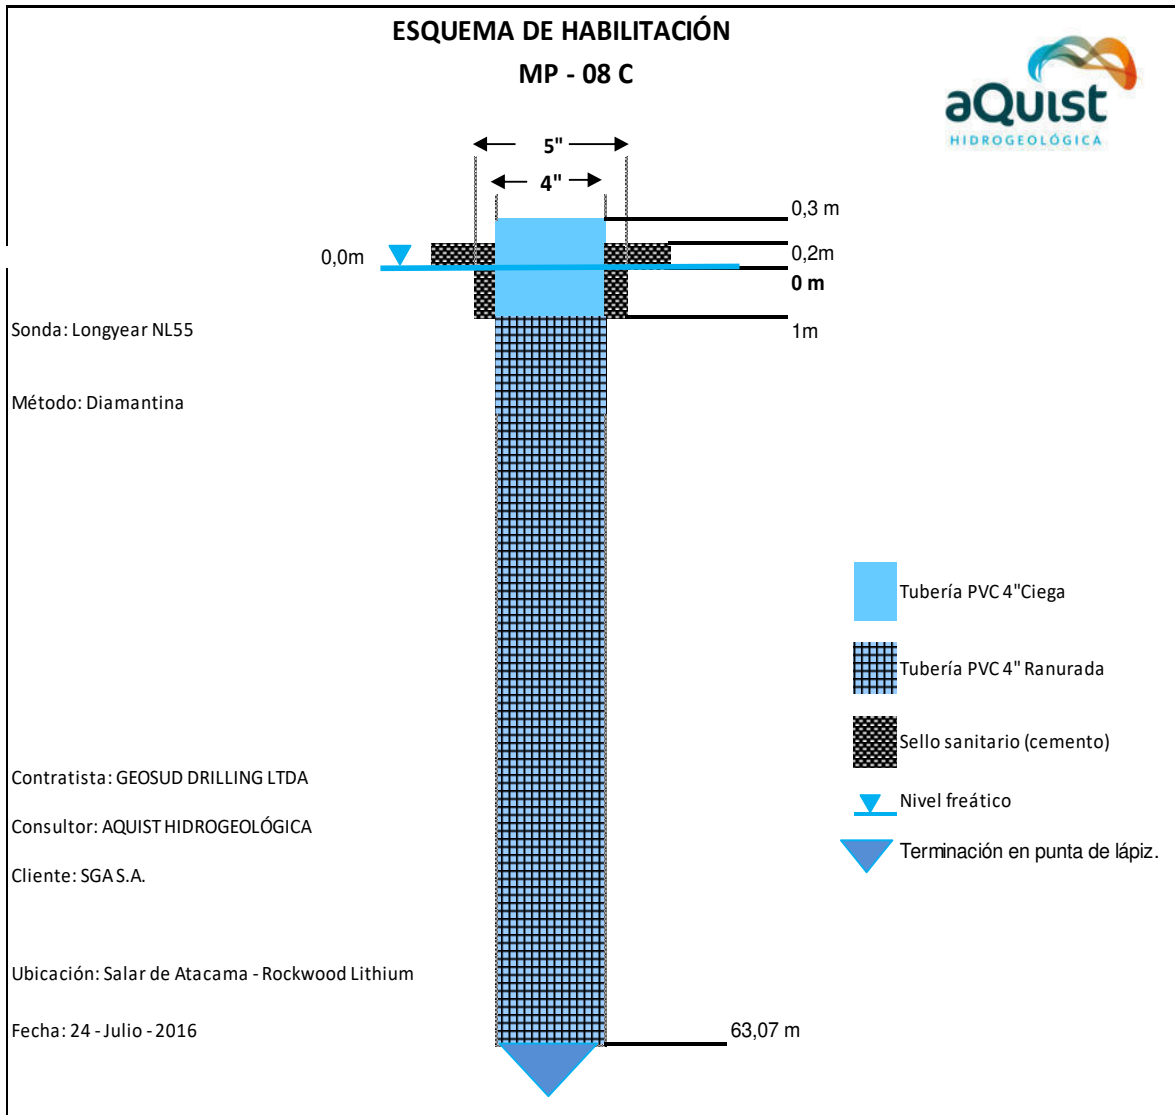 ESQUEMA DE HABILITACIÓN
MP - 08 C
aQuist
HIDROGEOLÓGICA
5"
4"
0,3 m
0,2m
0,0m
0 m
1m
Sonda: Longyear NL55
Método: Diamantina
Tubería PVC 4"Ciega
Tubería PVC 4" Ranurada
Sello sanitario (cemento)
Nivel freático
Terminación en punta de lápiz.
Contratista: GEOSUD DRILLING LTDA
Consultor: AQUIST HIDROGEOLÓGICA
Cliente: SGA S.A.
Ubicación: Salar de Atacama - Rockwood Lithium
Fecha: 24 - Julio - 2016
63,07 m